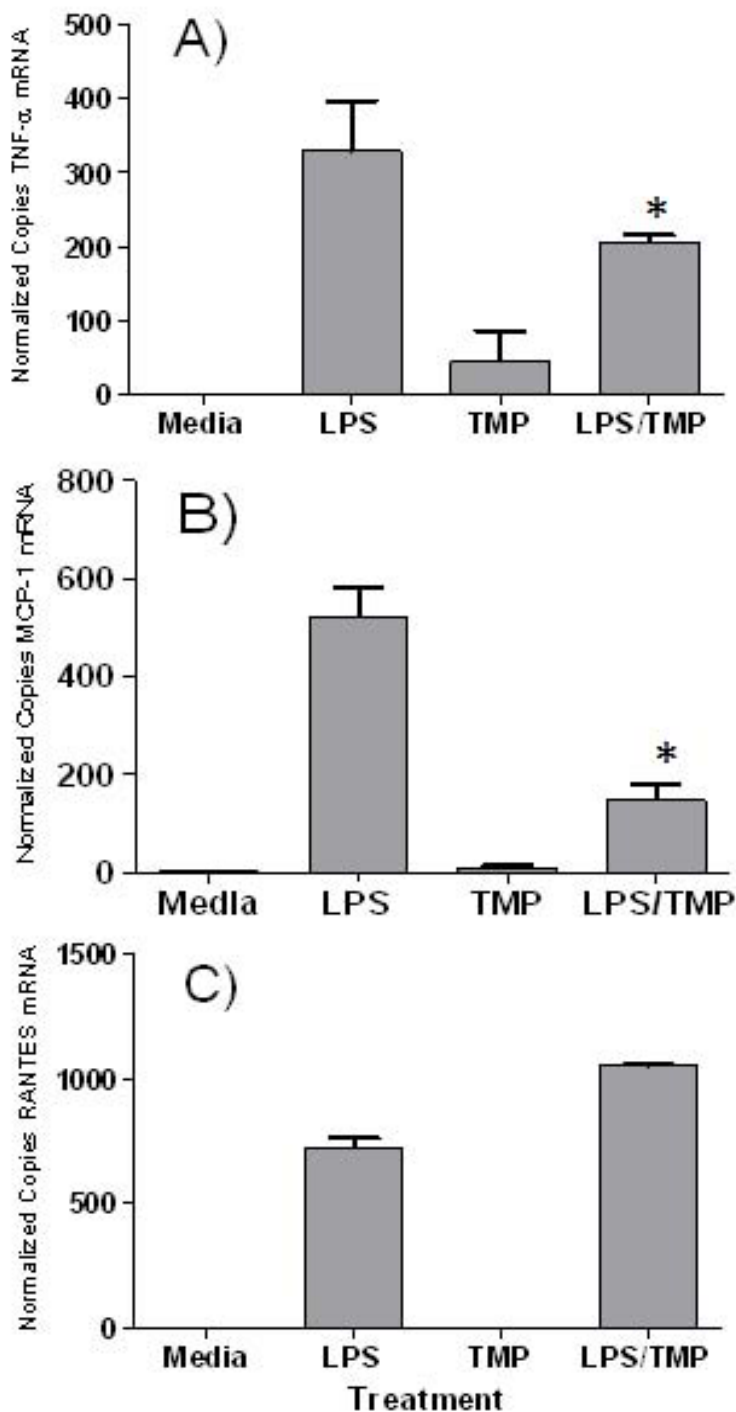 A)
Normalized Copies TNF-α, mRNA
500
400
300
200
100
0
*
Media LPS TMP LPS/TMP
B)
Normalized Copies MCP-1 mRNA
800
600
400
200
0
*
Media LPS TMP LPS/TMP
C)
Normalized Copies RANTES mRNA
1500
1000
500
0
Media LPS TMP LPS/TMP
Treatment